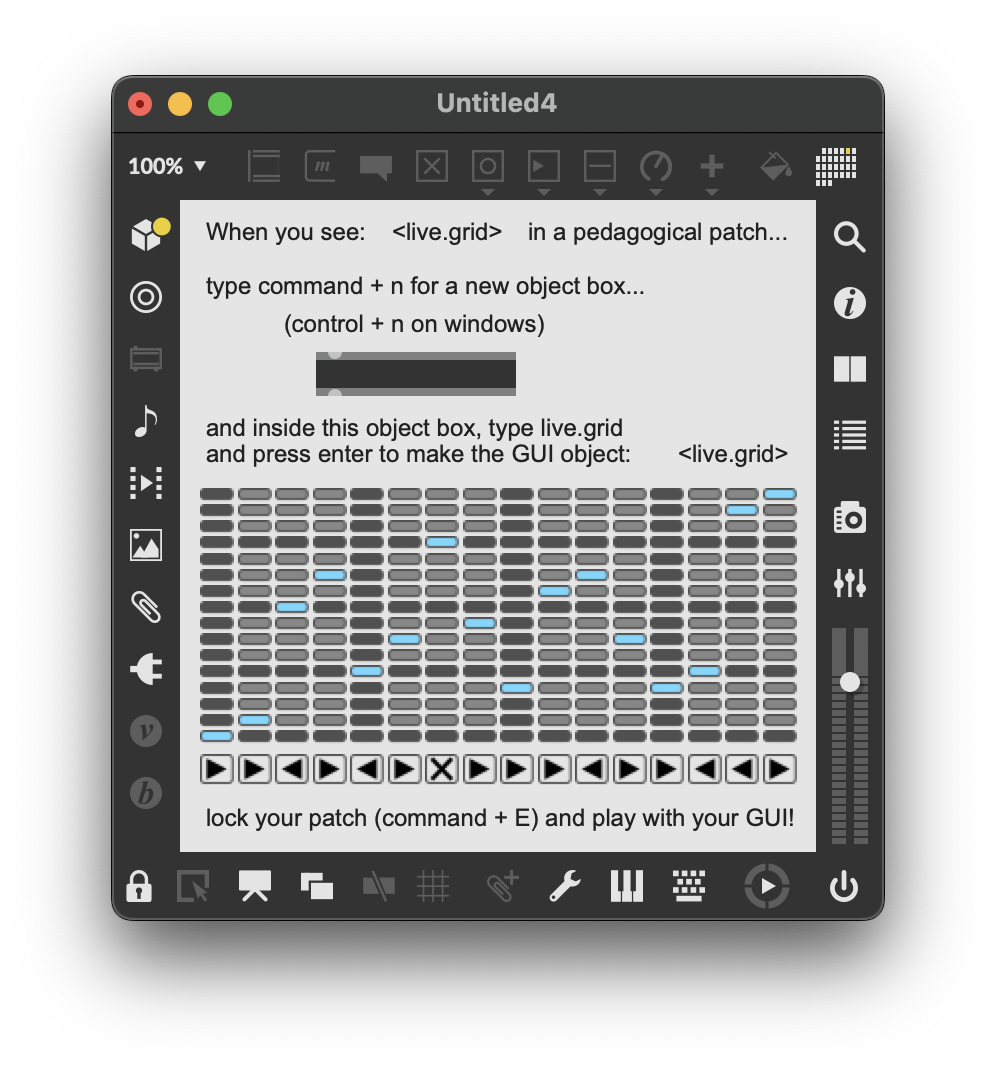 Untitled4
100%
m
When you see: <live.grid> in a pedagogical patch...
type command + n for a new object box...
(control + n on windows)
and inside this object box, type live.grid
and press enter to make the GUI object: <live.grid>
lock your patch (command + E) and play with your GUI!
i
v
b